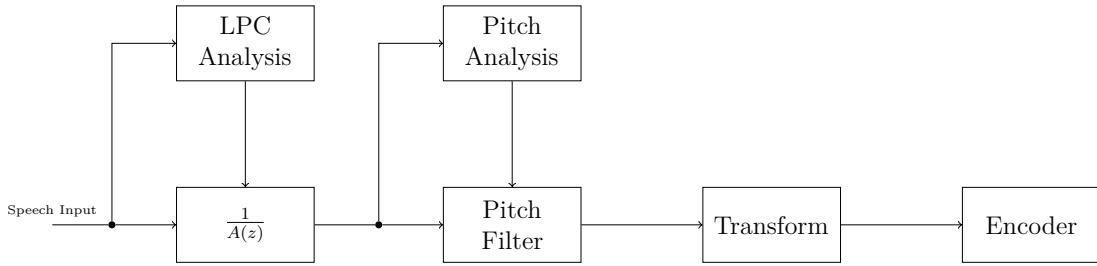 LPC
Analysis
Pitch
Analysis
Speech Input
1
A(z)
Pitch
Filter
Transform
Encoder